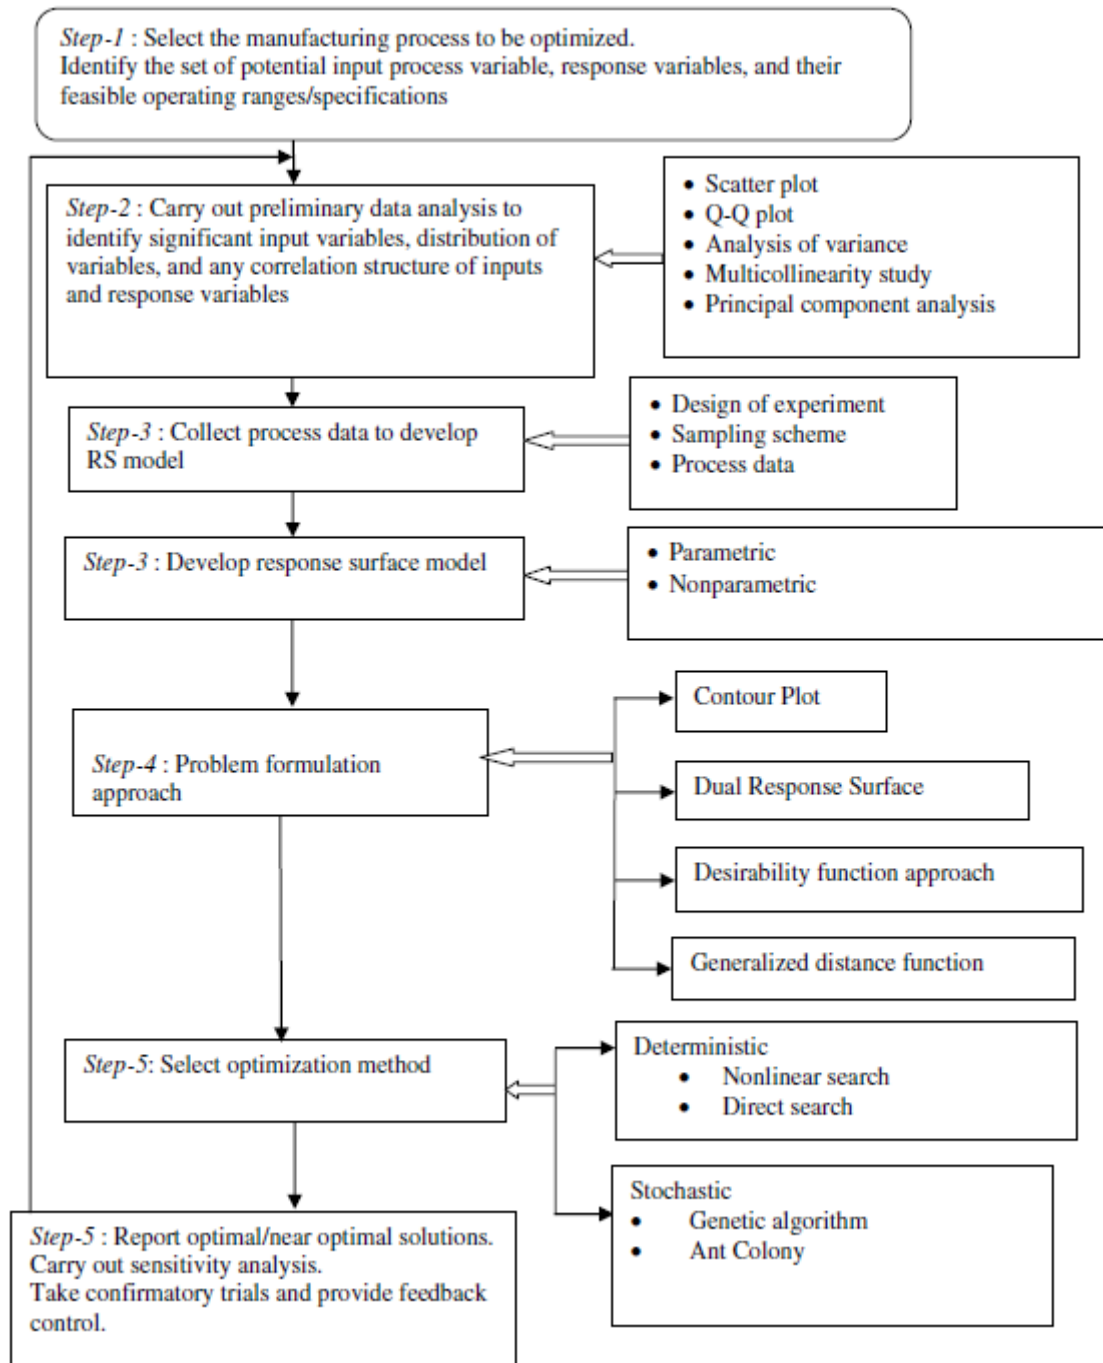 Step-1 : Select the manufacturing process to be optimized.
Identify the set of potential input process variable, response variables, and their
feasible operating ranges/specifications
Step-2 : Carry out preliminary data analysis to
identify significant input variables, distribution of
variables, and any correlation structure of inputs
and response variables
• Scatter plot
• Q-Q plot
• Analysis of variance
• Multicollinearity study
• Principal component analysis
Step-3 : Collect process data to develop
RS model
• Design of experiment
• Sampling scheme
• Process data
Step-3 : Develop response surface model
• Parametric
• Nonparametric
Step-4 : Problem formulation
approach
Contour Plot
Dual Response Surface
Desirability function approach
Generalized distance function
Step-5: Select optimization method
Deterministic
• Nonlinear search
• Direct search
Stochastic
• Genetic algorithm
• Ant Colony
Step-5 : Report optimal/near optimal solutions.
Carry out sensitivity analysis.
Take confirmatory trials and provide feedback
control.